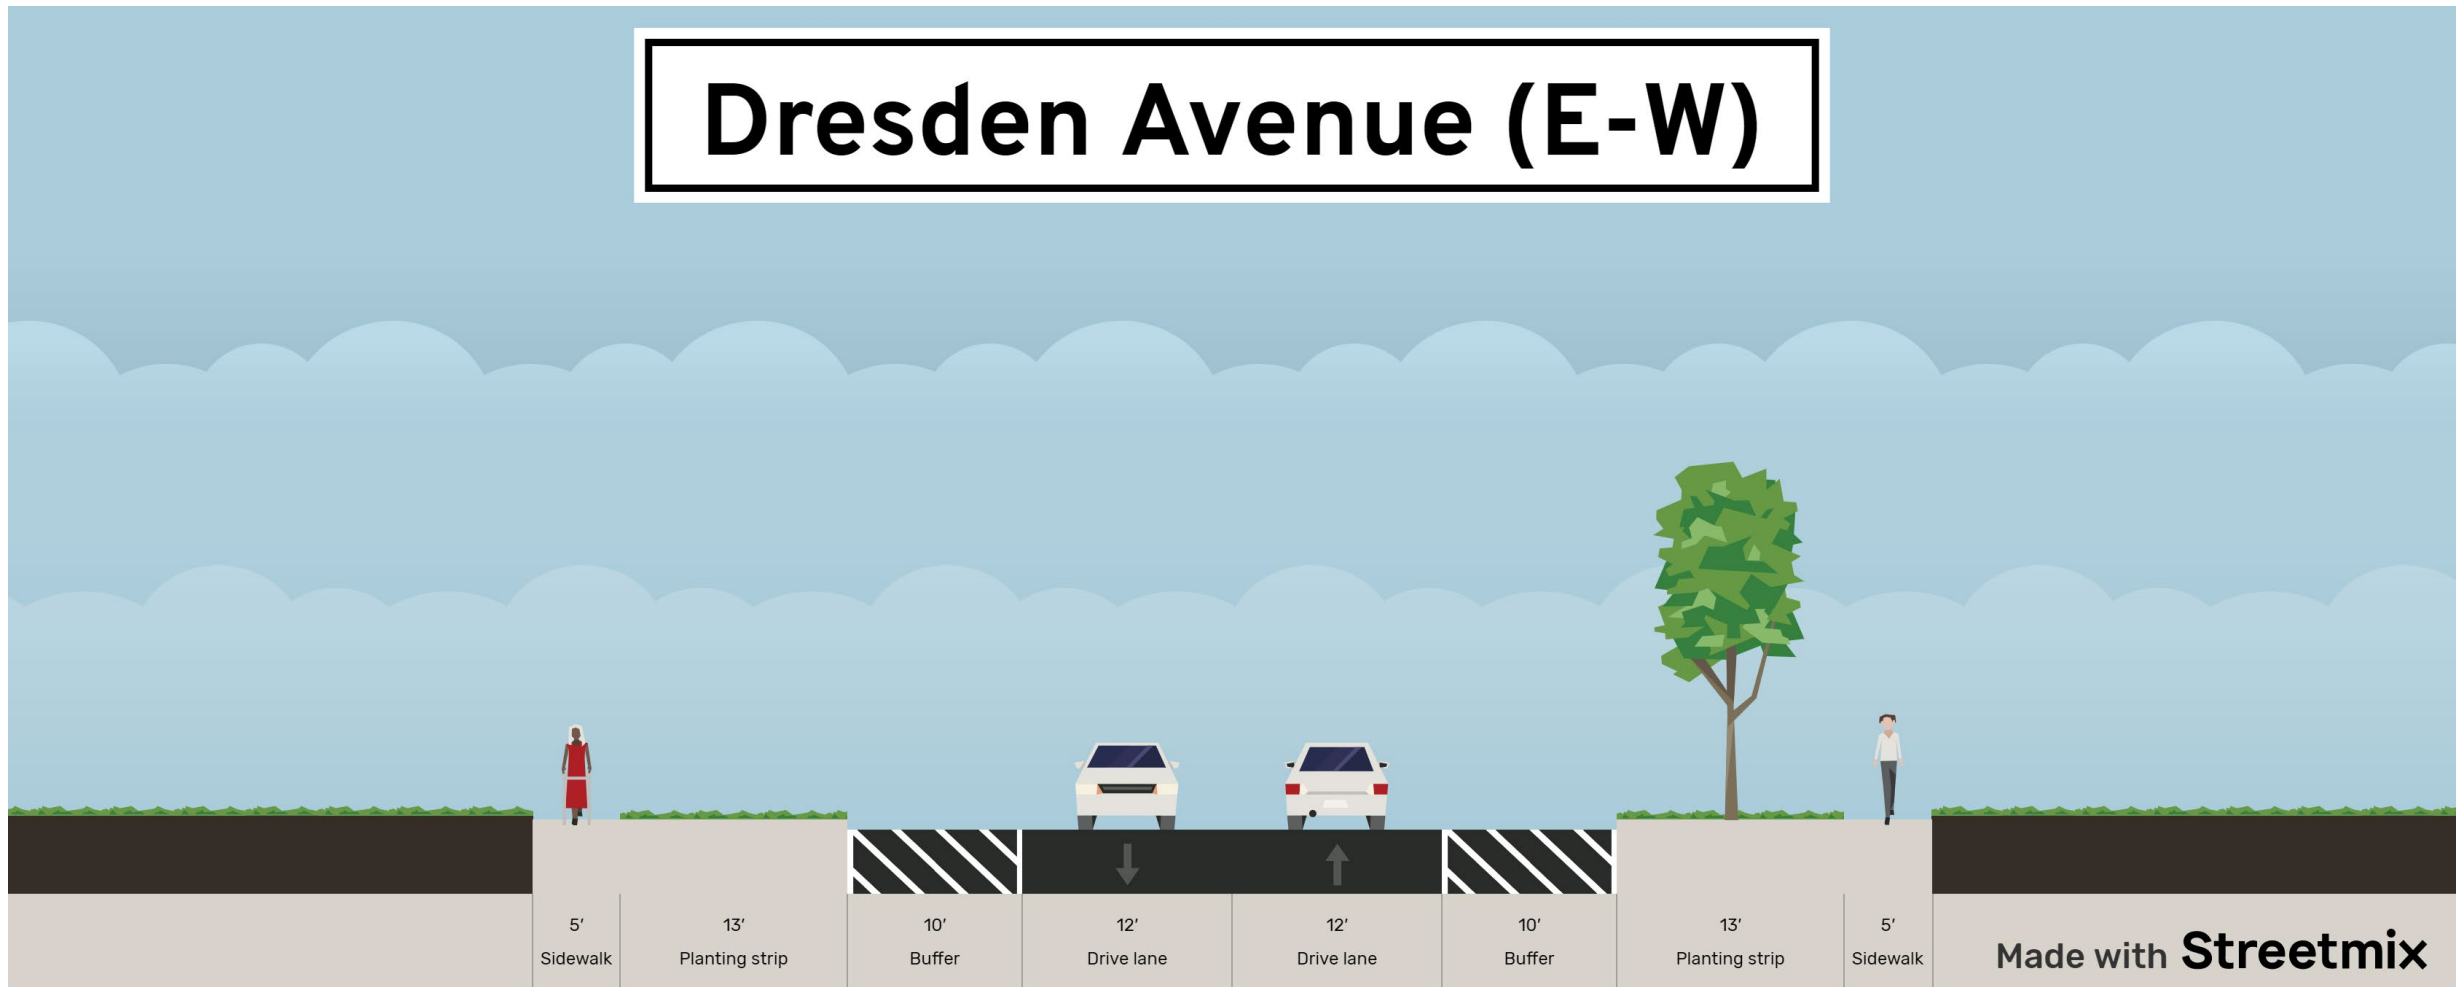 Dresden Avenue (E-W)
5′ 13′ 10′ 12′ 12′ 10′ 13′ 5′
Sidewalk Planting strip Buffer Drive lane Drive lane Buffer Planting strip Sidewalk
Made with Streetmix